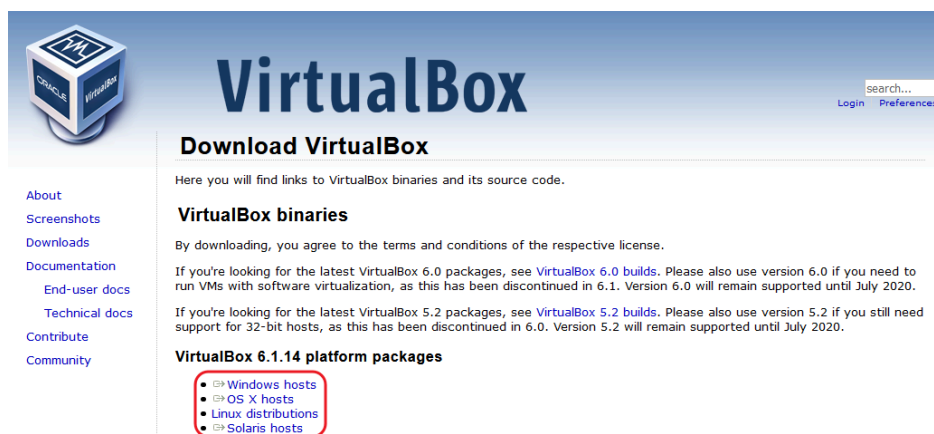 ORACLE
VirtualBox
VirtualBox
search...
Login Preferences
Download VirtualBox
Here you will find links to VirtualBox binaries and its source code.
About
Screenshots
Downloads
Documentation
End-user docs
Technical docs
Contribute
Community
VirtualBox binaries
By downloading, you agree to the terms and conditions of the respective license.
If you're looking for the latest VirtualBox 6.0 packages, see VirtualBox 6.0 builds. Please also use version 6.0 if you need to
run VMs with software virtualization, as this has been discontinued in 6.1. Version 6.0 will remain supported until July 2020.
If you're looking for the latest VirtualBox 5.2 packages, see VirtualBox 5.2 builds. Please also use version 5.2 if you still need
support for 32-bit hosts, as this has been discontinued in 6.0. Version 5.2 will remain supported until July 2020.
VirtualBox 6.1.14 platform packages
Windows hosts
OS X hosts
Linux distributions
Solaris hosts